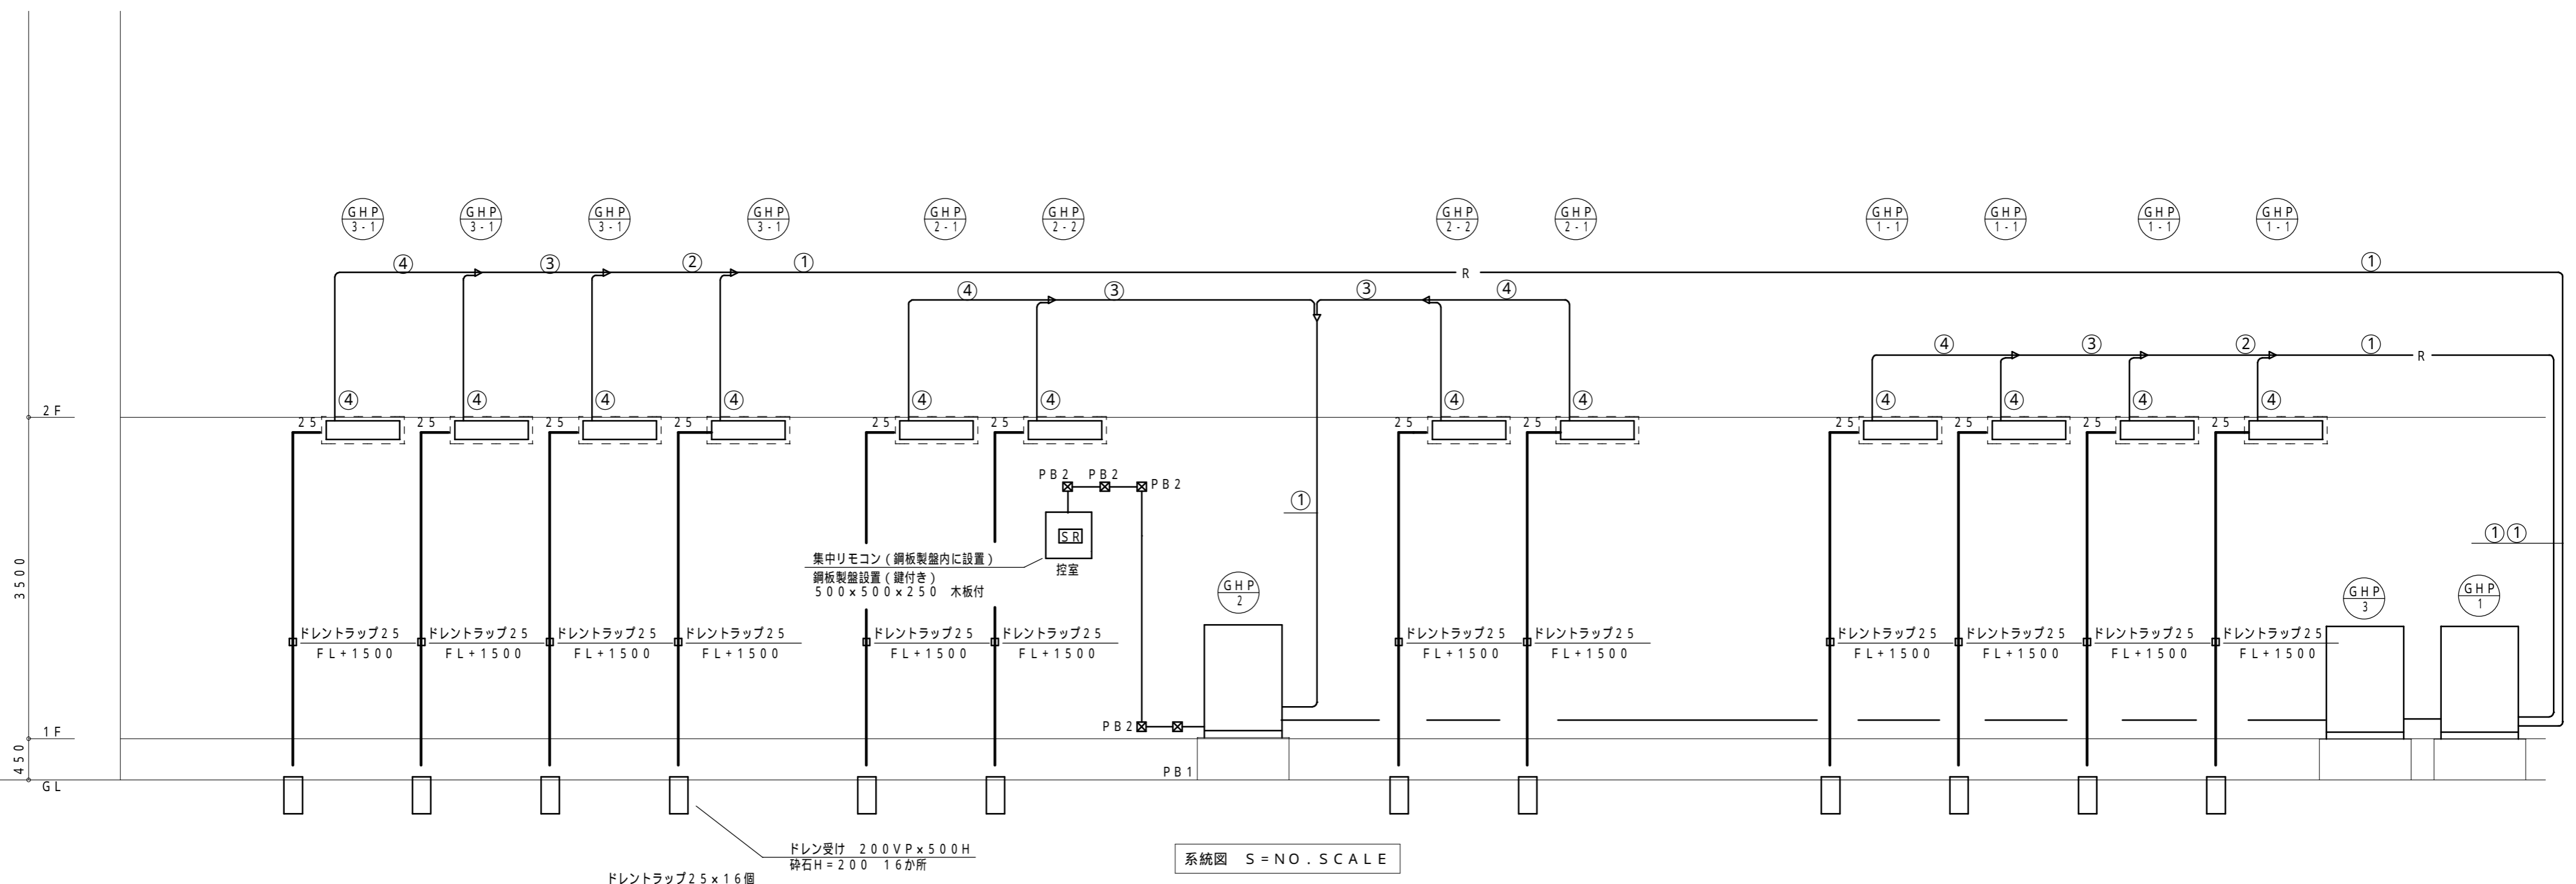 GHP
3-1
GHP
3-1
GHP
3-1
GHP
3-1
GHP
2-1
GHP
2-2
GHP
2-2
GHP
2-1
GHP
1-1
GHP
1-1
GHP
1-1
GHP
1-1
④ ③ ② ① R ①
④ ③ ③ ④
④ ③ ② ① R
④ ④ ④ ④ ④ ④ ④ ④ ④ ④ ④ ④
2F
25 25 25 25 25 25 25 25 25 25 25 25
PB2 PB2 PB2
①
SR
①①
集中リモコン(鋼板製盤内に設置)
鋼板製盤設置(鍵付き)
500×500×250 木板付
控室
3500
GHP
2
GHP
3
GHP
1
ドレントラップ25
FL+1500
ドレントラップ25
FL+1500
ドレントラップ25
FL+1500
ドレントラップ25
FL+1500
ドレントラップ25
FL+1500
ドレントラップ25
FL+1500
ドレントラップ25
FL+1500
ドレントラップ25
FL+1500
ドレントラップ25
FL+1500
ドレントラップ25
FL+1500
ドレントラップ25
FL+1500
ドレントラップ25
FL+1500
PB2
1F
450
PB1
GL
ドレン受け 200VP×500H
砕石H=200 16か所
系統図 S=NO.SCALE
ドレントラップ25×16個